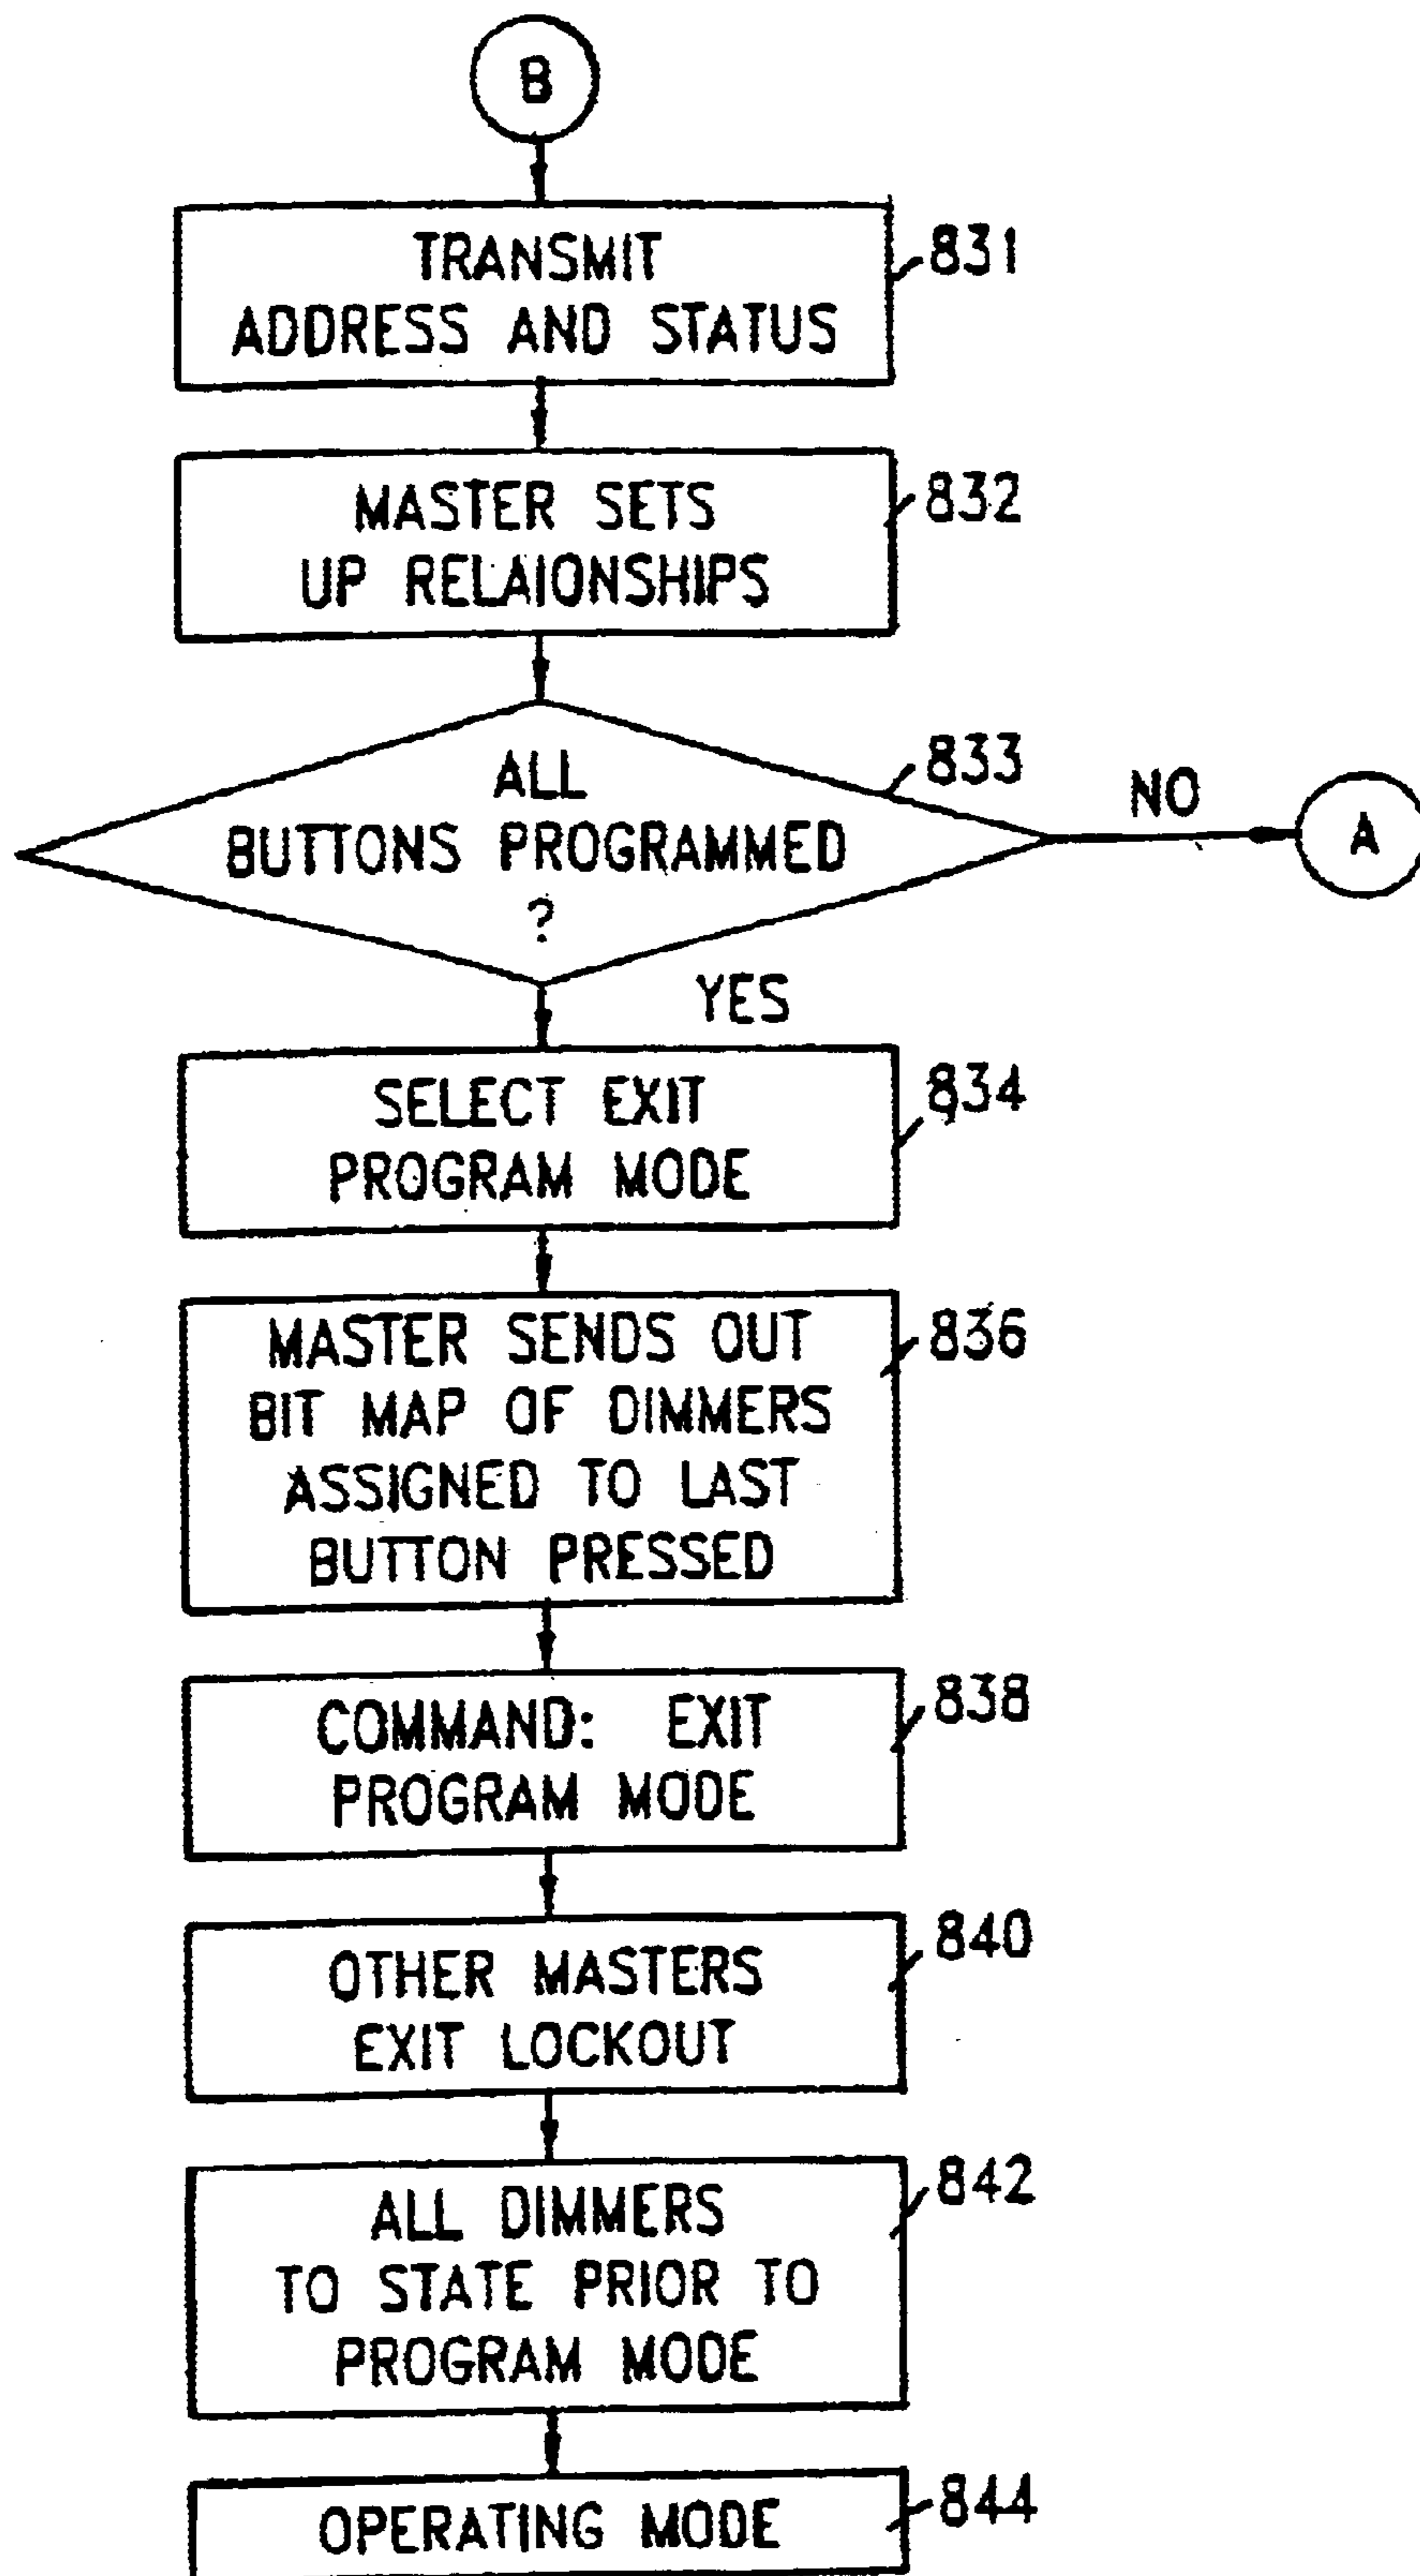 B
TRANSMIT
ADDRESS AND STATUS
831
MASTER SETS
UP RELAIONSHIPS
832
ALL
BUTTONS PROGRAMMED
?
833
NO
A
YES
SELECT EXIT
PROGRAM MODE
834
MASTER SENDS OUT
BIT MAP OF DIMMERS
ASSIGNED TO LAST
BUTTON PRESSED
836
COMMAND: EXIT
PROGRAM MODE
838
OTHER MASTERS
EXIT LOCKOUT
840
ALL DIMMERS
TO STATE PRIOR TO
PROGRAM MODE
842
OPERATING MODE
844